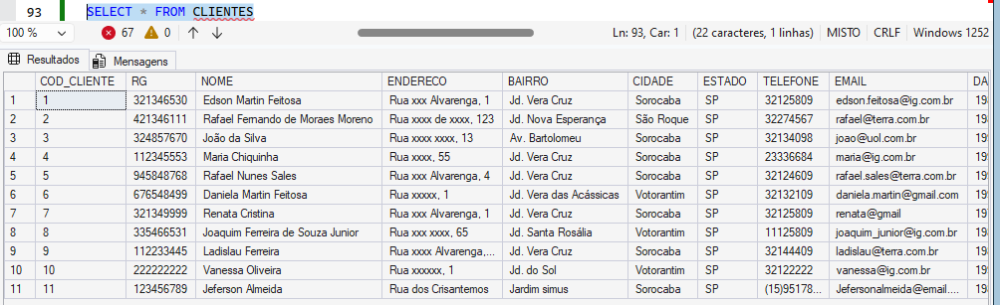 93 SELECT * FROM CLIENTES
100 % 67 0 Ln: 93, Car: 1 (22 caracteres, 1 linhas) MISTO CRLF Windows 1252
Resultados Mensagens
COD_CLIENTE RG NOME ENDERECO BAIRRO CIDADE ESTADO TELEFONE EMAIL DA
1 1 321346530 Edson Martin Feitosa Rua xxx Alvarenga, 1 Jd. Vera Cruz Sorocaba SP 32125809 edson.feitosa@ig.com.br 19
2 2 421346111 Rafael Fernando de Moraes Moreno Rua xxxx de xxxx, 123 Jd. Nova Esperança São Roque SP 32274567 rafael@terra.com.br 19
3 3 324857670 João da Silva Rua xxxx xxxx, 13 Av. Bartolomeu Sorocaba SP 32134098 joao@uol.com.br 19
4 4 112345553 Maria Chiquinha Rua xxxx, 55 Jd. Vera Cruz Sorocaba SP 23336684 maria@ig.com.br 19
5 5 945848768 Rafael Nunes Sales Rua xxxx Alvarenga, 4 Jd. Vera Cruz Sorocaba SP 32124609 rafael.sales@terra.com.br 19
6 6 676548499 Daniela Martin Feitosa Rua xxxxx, 1 Jd. Vera das Acássicas Votorantim SP 32132109 daniela.martin@gmail.com 19
7 7 321349999 Renata Cristina Rua xxx Alvarenga, 1 Jd. Vera Cruz Sorocaba SP 32125809 renata@gmail 19
8 8 335466531 Joaquim Ferreira de Souza Junior Rua xxx xxxx, 65 Jd. Santa Rosália Votorantim SP 11125809 joaquim_junior@ig.com.br 19
9 9 112233445 Ladislau Ferreira Rua xxxx Alvarenga,... Jd. Vera Cruz Sorocaba SP 32144409 ladislau@terra.com.br 19
10 10 222222222 Vanessa Oliveira Rua xxxxxx, 1 Jd. do Sol Votorantim SP 32122222 vanessa@ig.com.br 19
11 11 123456789 Jeferson Almeida Rua dos Crisantemos Jardim simus Sorocaba SP (15)95178... Jefersonalmeida@email.... 19